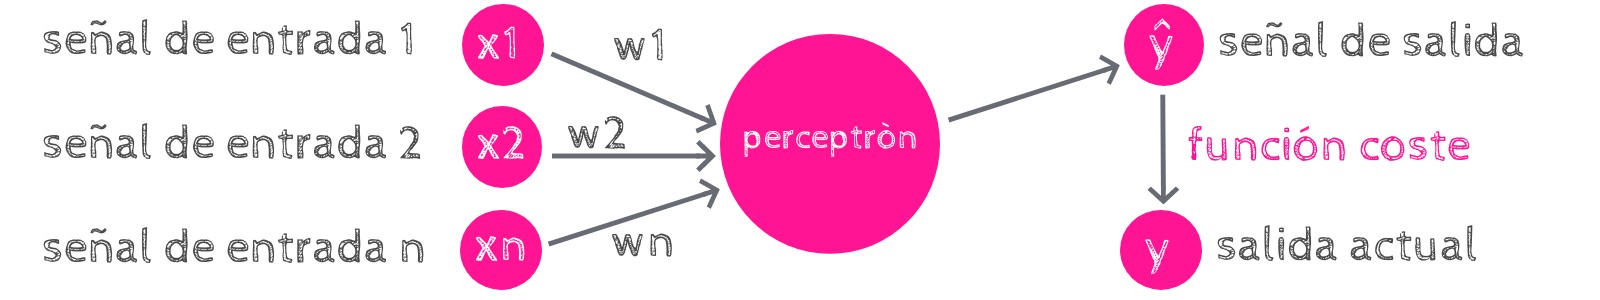 señal de entrada 1 x1 w1 ŷ señal de salida
señal de entrada 2 x2 w2 perceptròn función coste
señal de entrada n xn wn y salida actual